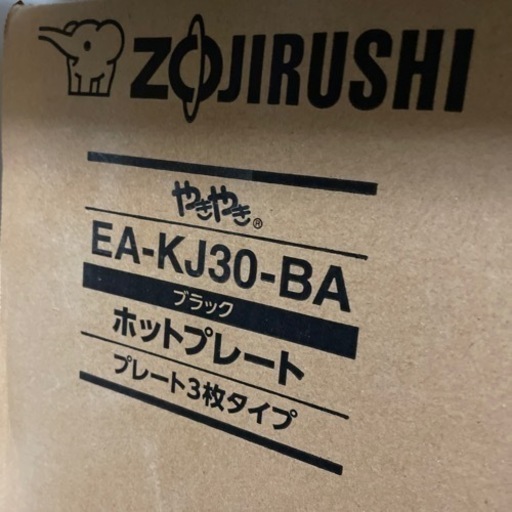 ZOJIRUSHI
やきやき®
EA-KJ30-BA
ブラック
ホットプレート
プレート3枚タイプ